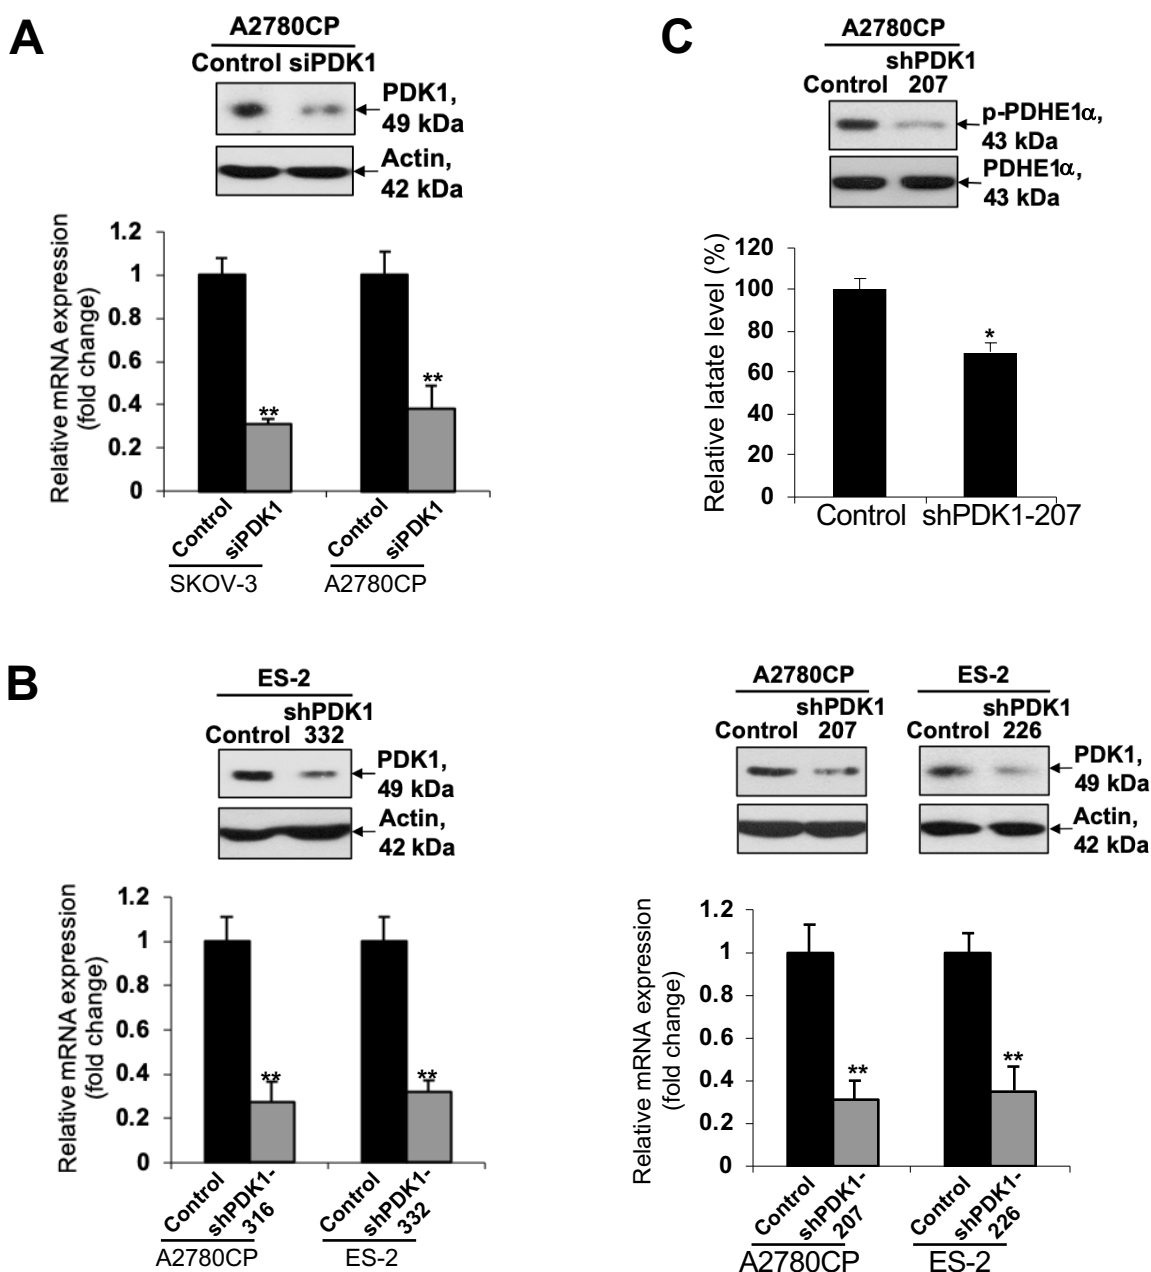 A
A2780CP
Control siPDK1
PDK1,
49 kDa
Actin,
42 kDa
Relative mRNA expression
(fold change)
1.2
1
0.8
0.6
0.4
0.2
0
**
**
Control
siPDK1
Control
siPDK1
SKOV-3
A2780CP
C
A2780CP
shPDK1
Control 207
p-PDHE1α,
43 kDa
PDHE1α,
43 kDa
Relative latate level (%)
120
100
80
60
40
20
0
*
Control shPDK1-207
B
ES-2
shPDK1
Control 332
PDK1,
49 kDa
Actin,
42 kDa
Relative mRNA expression
(fold change)
1.2
1
0.8
0.6
0.4
0.2
0
**
**
Control
shPDK1-
316
Control
shPDK1-
332
A2780CP
ES-2
A2780CP
shPDK1
Control 207
ES-2
shPDK1
Control 226
PDK1,
49 kDa
Actin,
42 kDa
Relative mRNA expression
(fold change)
1.2
1
0.8
0.6
0.4
0.2
0
**
**
Control
shPDK1-
207
Control
shPDK1-
226
A2780CP
ES-2